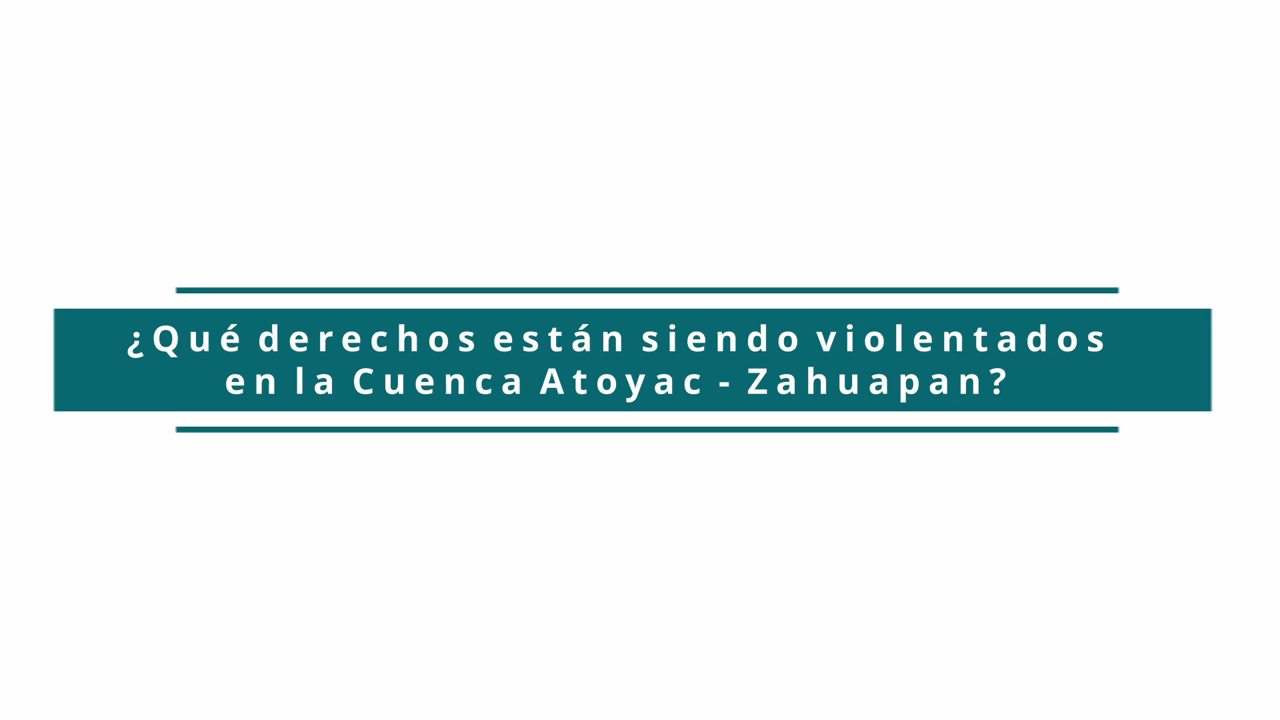 ¿Qué derechos están siendo violentados
en la Cuenca Atoyac - Zahuapan?